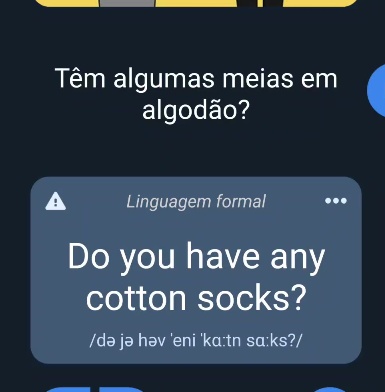 Têm algumas meias em
algodão?
Linguagem formal
Do you have any
cotton socks?
/də jə həv ˈeni ˈkɑːtn sɑːks?/